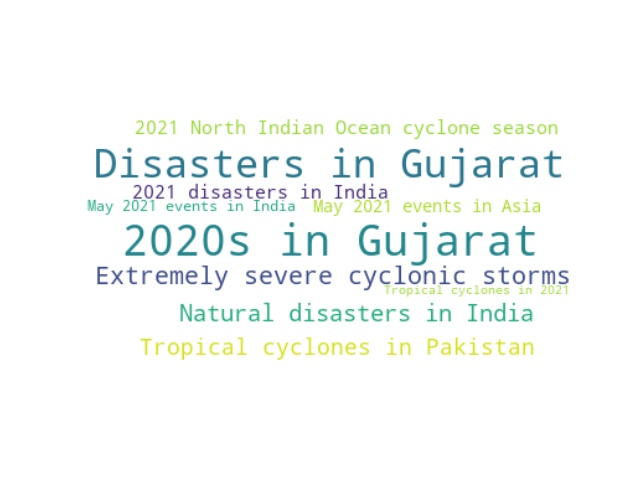 2021 North Indian Ocean cyclone season
Disasters in Gujarat
2021 disasters in India
May 2021 events in India
May 2021 events in Asia
2020s in Gujarat
Extremely severe cyclonic storms
Tropical cyclones in 2021
Natural disasters in India
Tropical cyclones in Pakistan